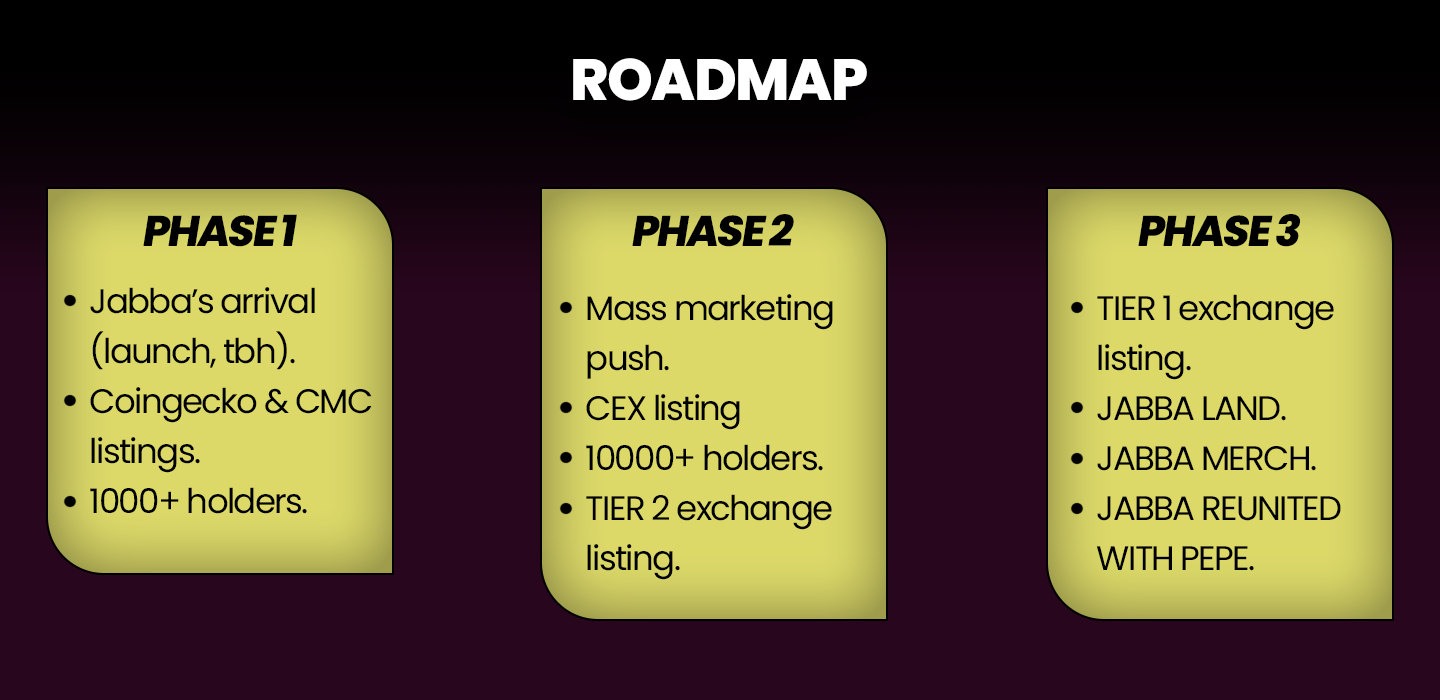 ROADMAP
PHASE 1
• Jabba’s arrival
(launch, tbh).
• Coingecko & CMC
listings.
• 1000+ holders.
PHASE 2
• Mass marketing
push.
• CEX listing
• 10000+ holders.
• TIER 2 exchange
listing.
PHASE 3
• TIER 1 exchange
listing.
• JABBA LAND.
• JABBA MERCH.
• JABBA REUNITED
WITH PEPE.